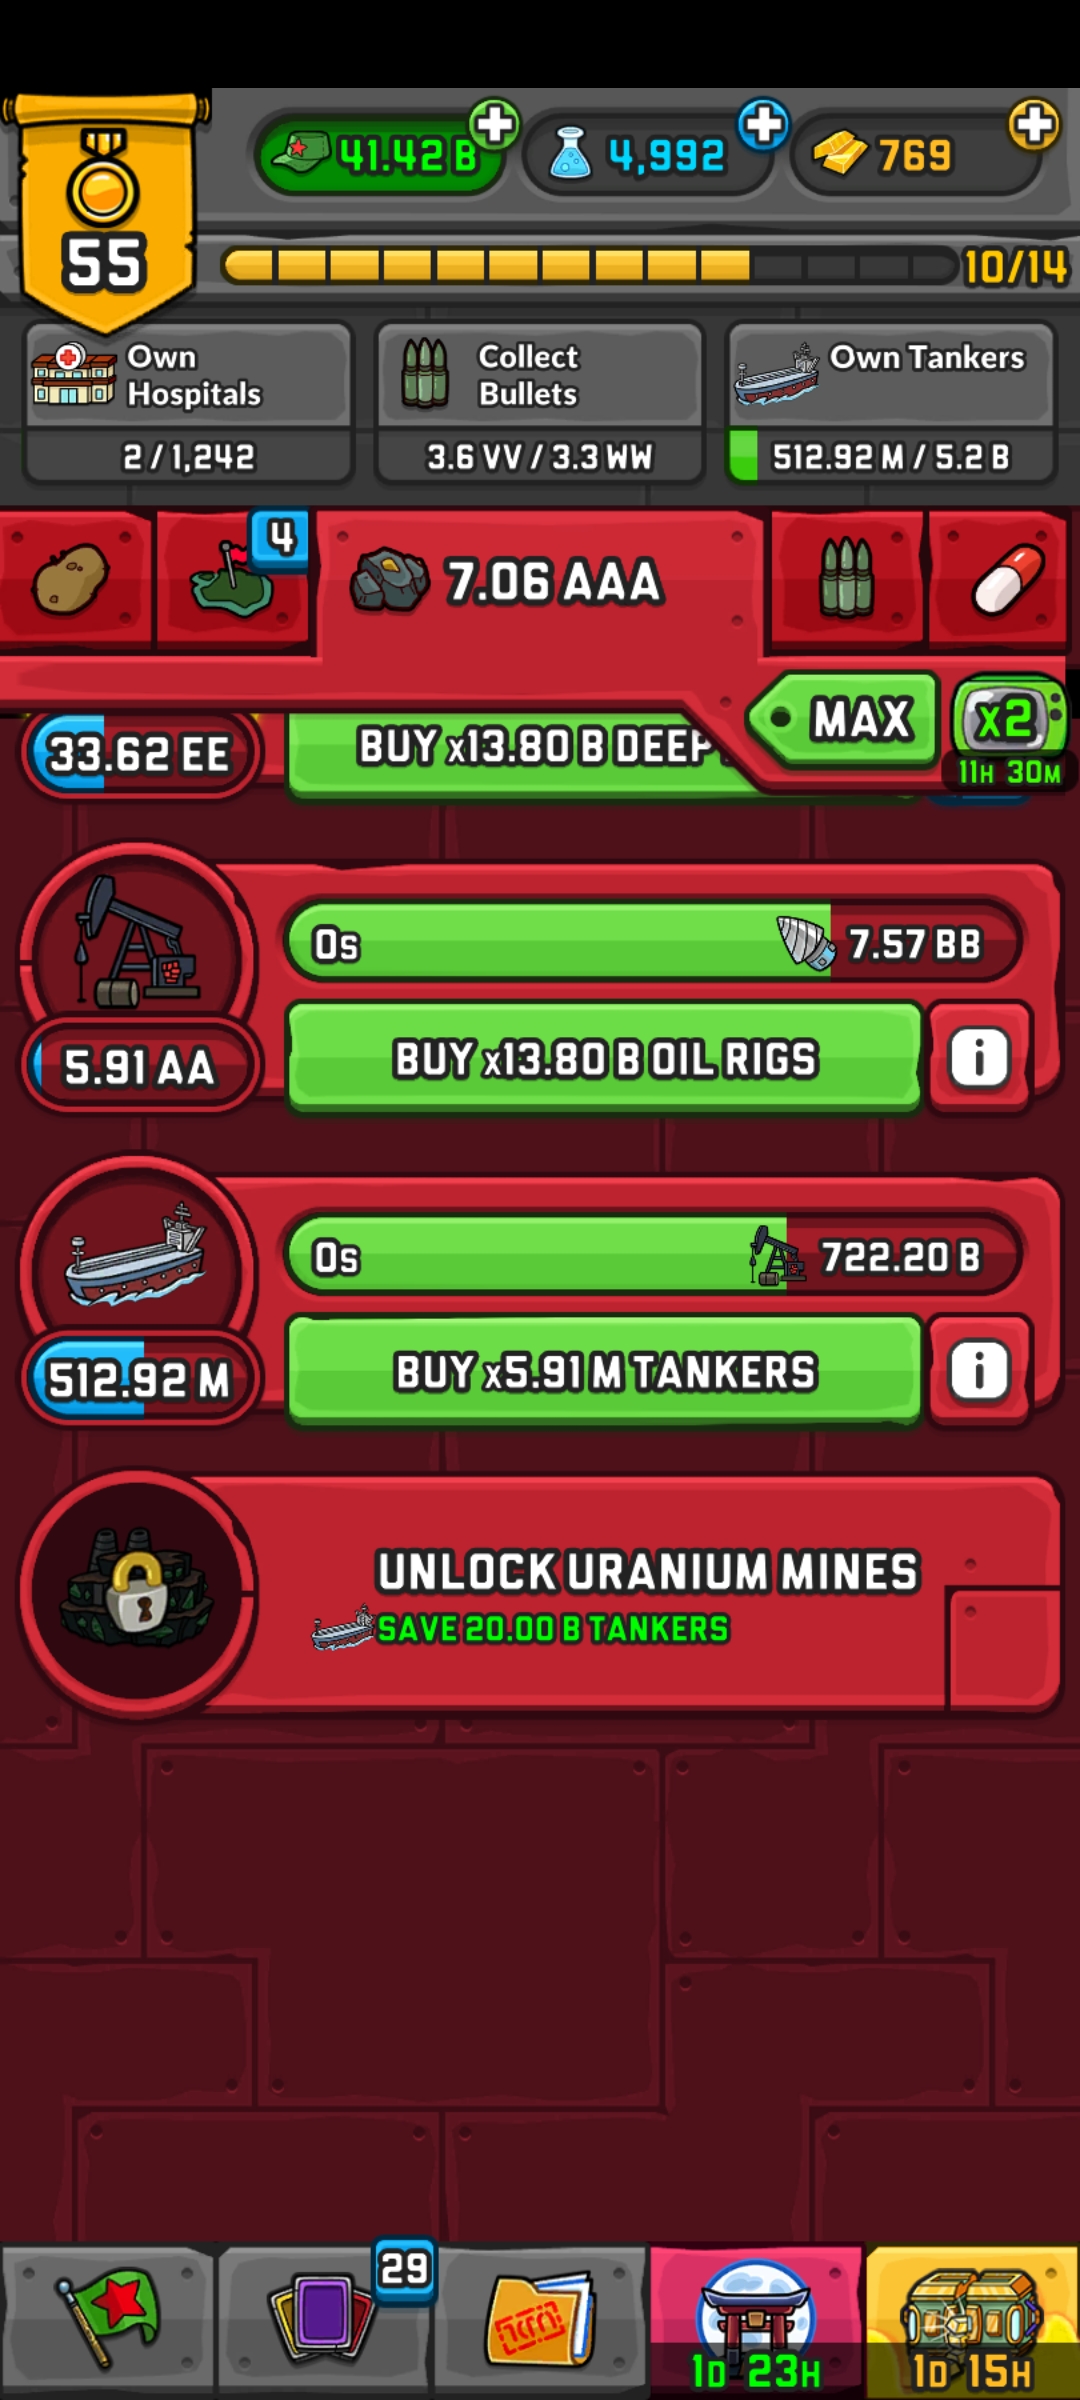 41.42 B
4,992
769
55
10/14
Own Hospitals
2 / 1,242
Collect Bullets
3.6 VV / 3.3 WW
Own Tankers
512.92 M / 5.2 B
4
7.06 AAA
MAX
x2
11H 30M
33.62 EE
BUY x13.80 B DEEP
0s
7.57 BB
5.91 AA
BUY x13.80 B OIL RIGS
i
0s
722.20 B
512.92 M
BUY x5.91 M TANKERS
i
UNLOCK URANIUM MINES
SAVE 20.00 B TANKERS
29
1D 23H
1D 15H